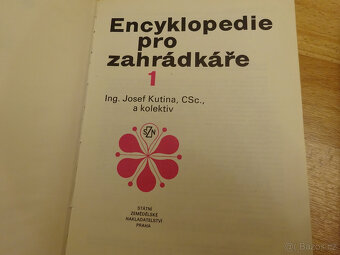 Encyklopedie
pro
zahrádkáře
1
Ing. Josef Kutina, CSc.,
a kolektiv
SZN
STÁTNÍ
ZEMĚDĚLSKÉ
NAKLADATELSTVÍ
PRAHA